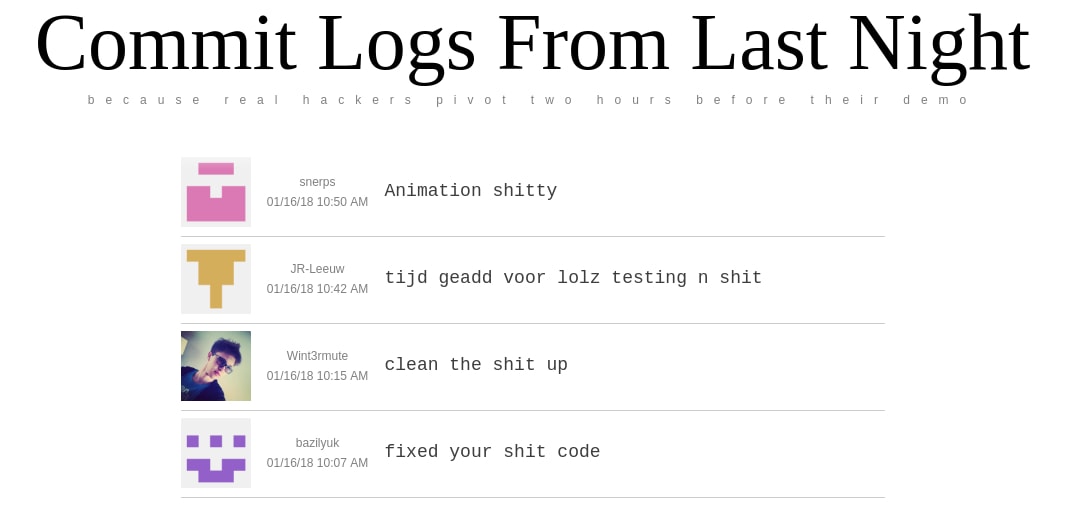 Commit Logs From Last Night
because real hackers pivot two hours before their demo
snerps
01/16/18 10:50 AM
Animation shitty
JR-Leeuw
01/16/18 10:42 AM
tijd geadd voor lolz testing n shit
Wint3rmute
01/16/18 10:15 AM
clean the shit up
bazilyuk
01/16/18 10:07 AM
fixed your shit code